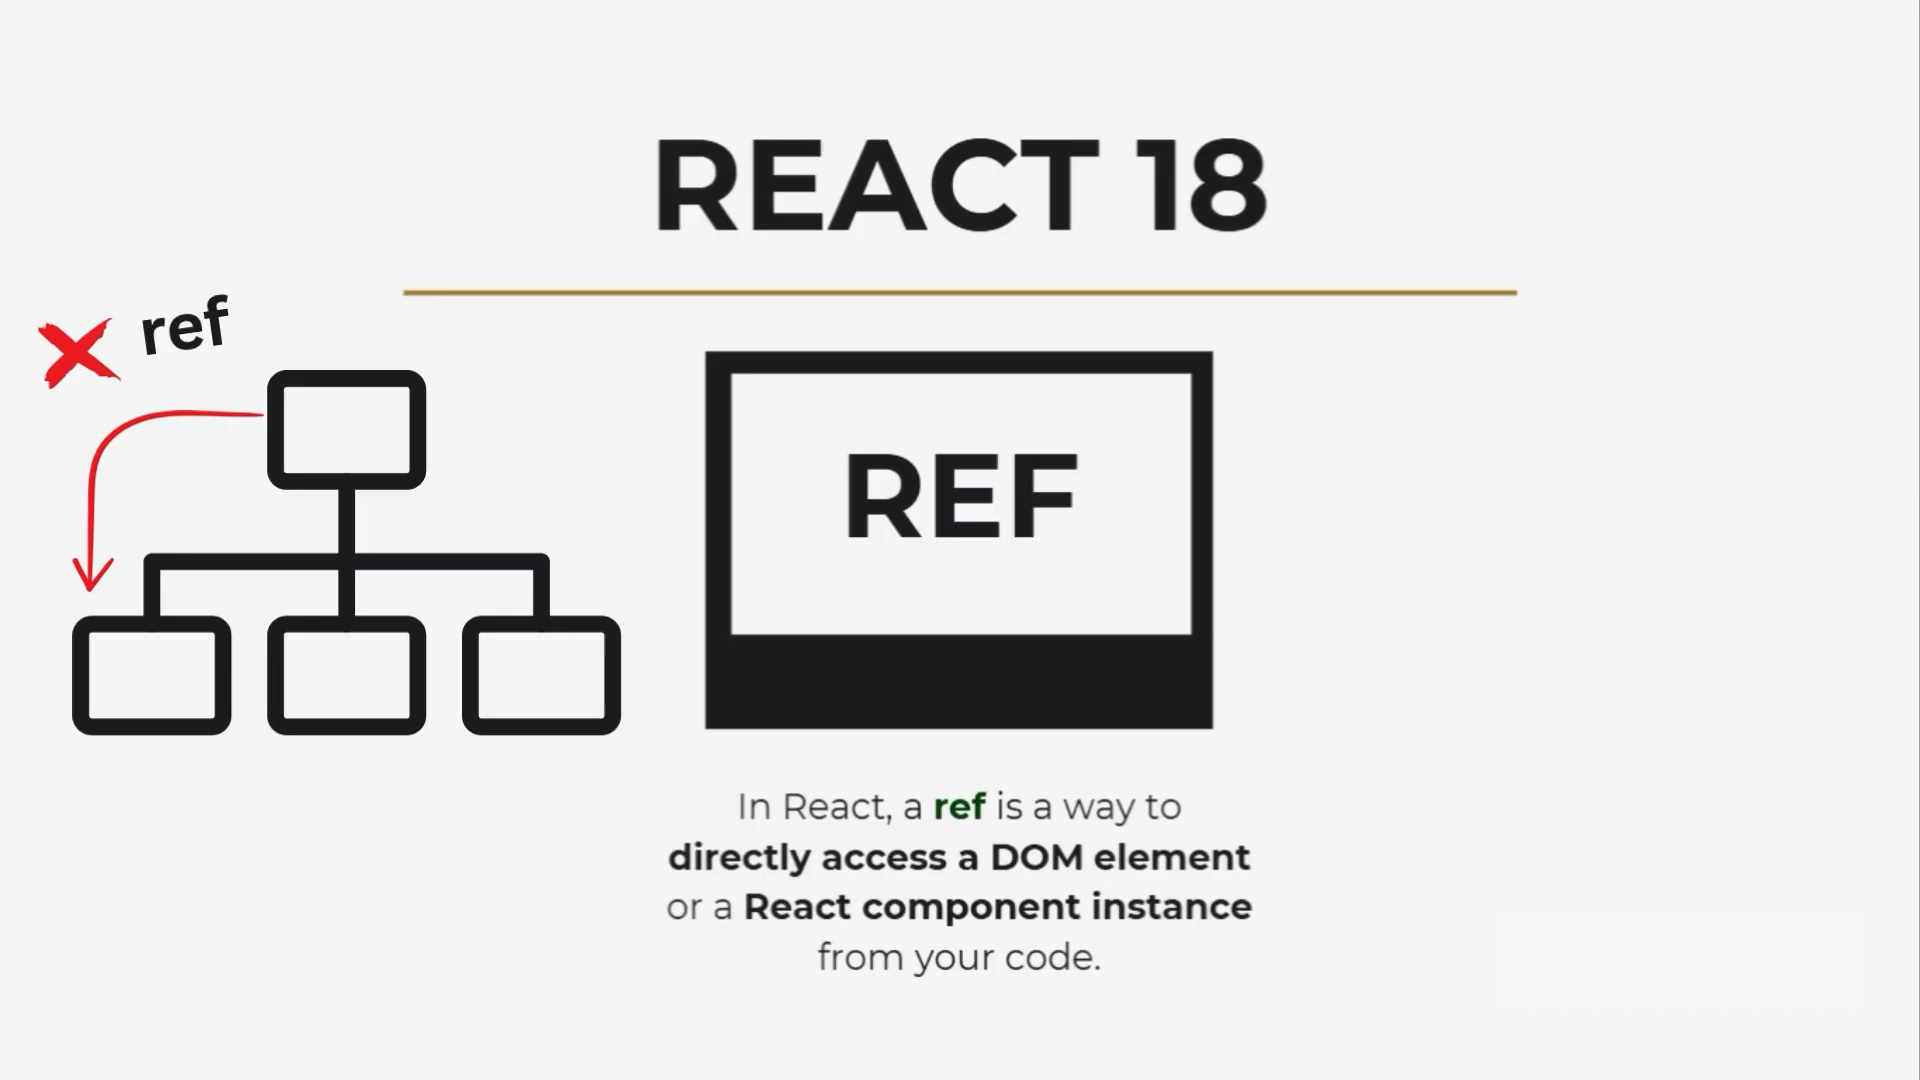 REACT 18
ref
REF
In React, a ref is a way to
directly access a DOM element
or a React component instance
from your code.